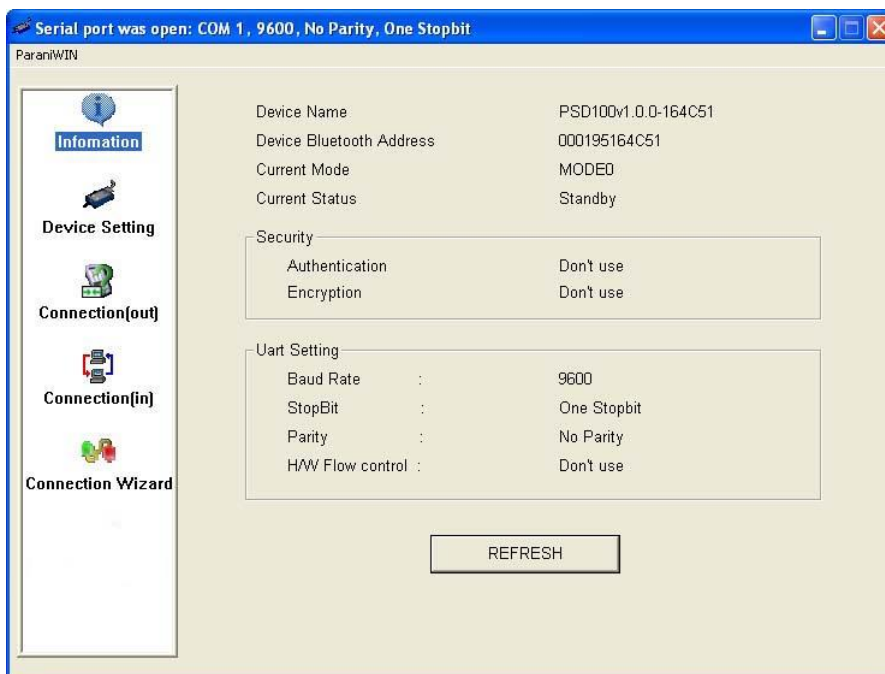 Serial port was open: COM 1, 9600, No Parity, One Stopbit
ParaniWIN
Infomation
Device Setting
Connection(out)
Connection(in)
Connection Wizard
Device Name PSD100v1.0.0-164C51
Device Bluetooth Address 000195164C51
Current Mode MODE0
Current Status Standby
Security
Authentication Don't use
Encryption Don't use
Uart Setting
Baud Rate : 9600
StopBit : One Stopbit
Parity : No Parity
H/W Flow control : Don't use
REFRESH